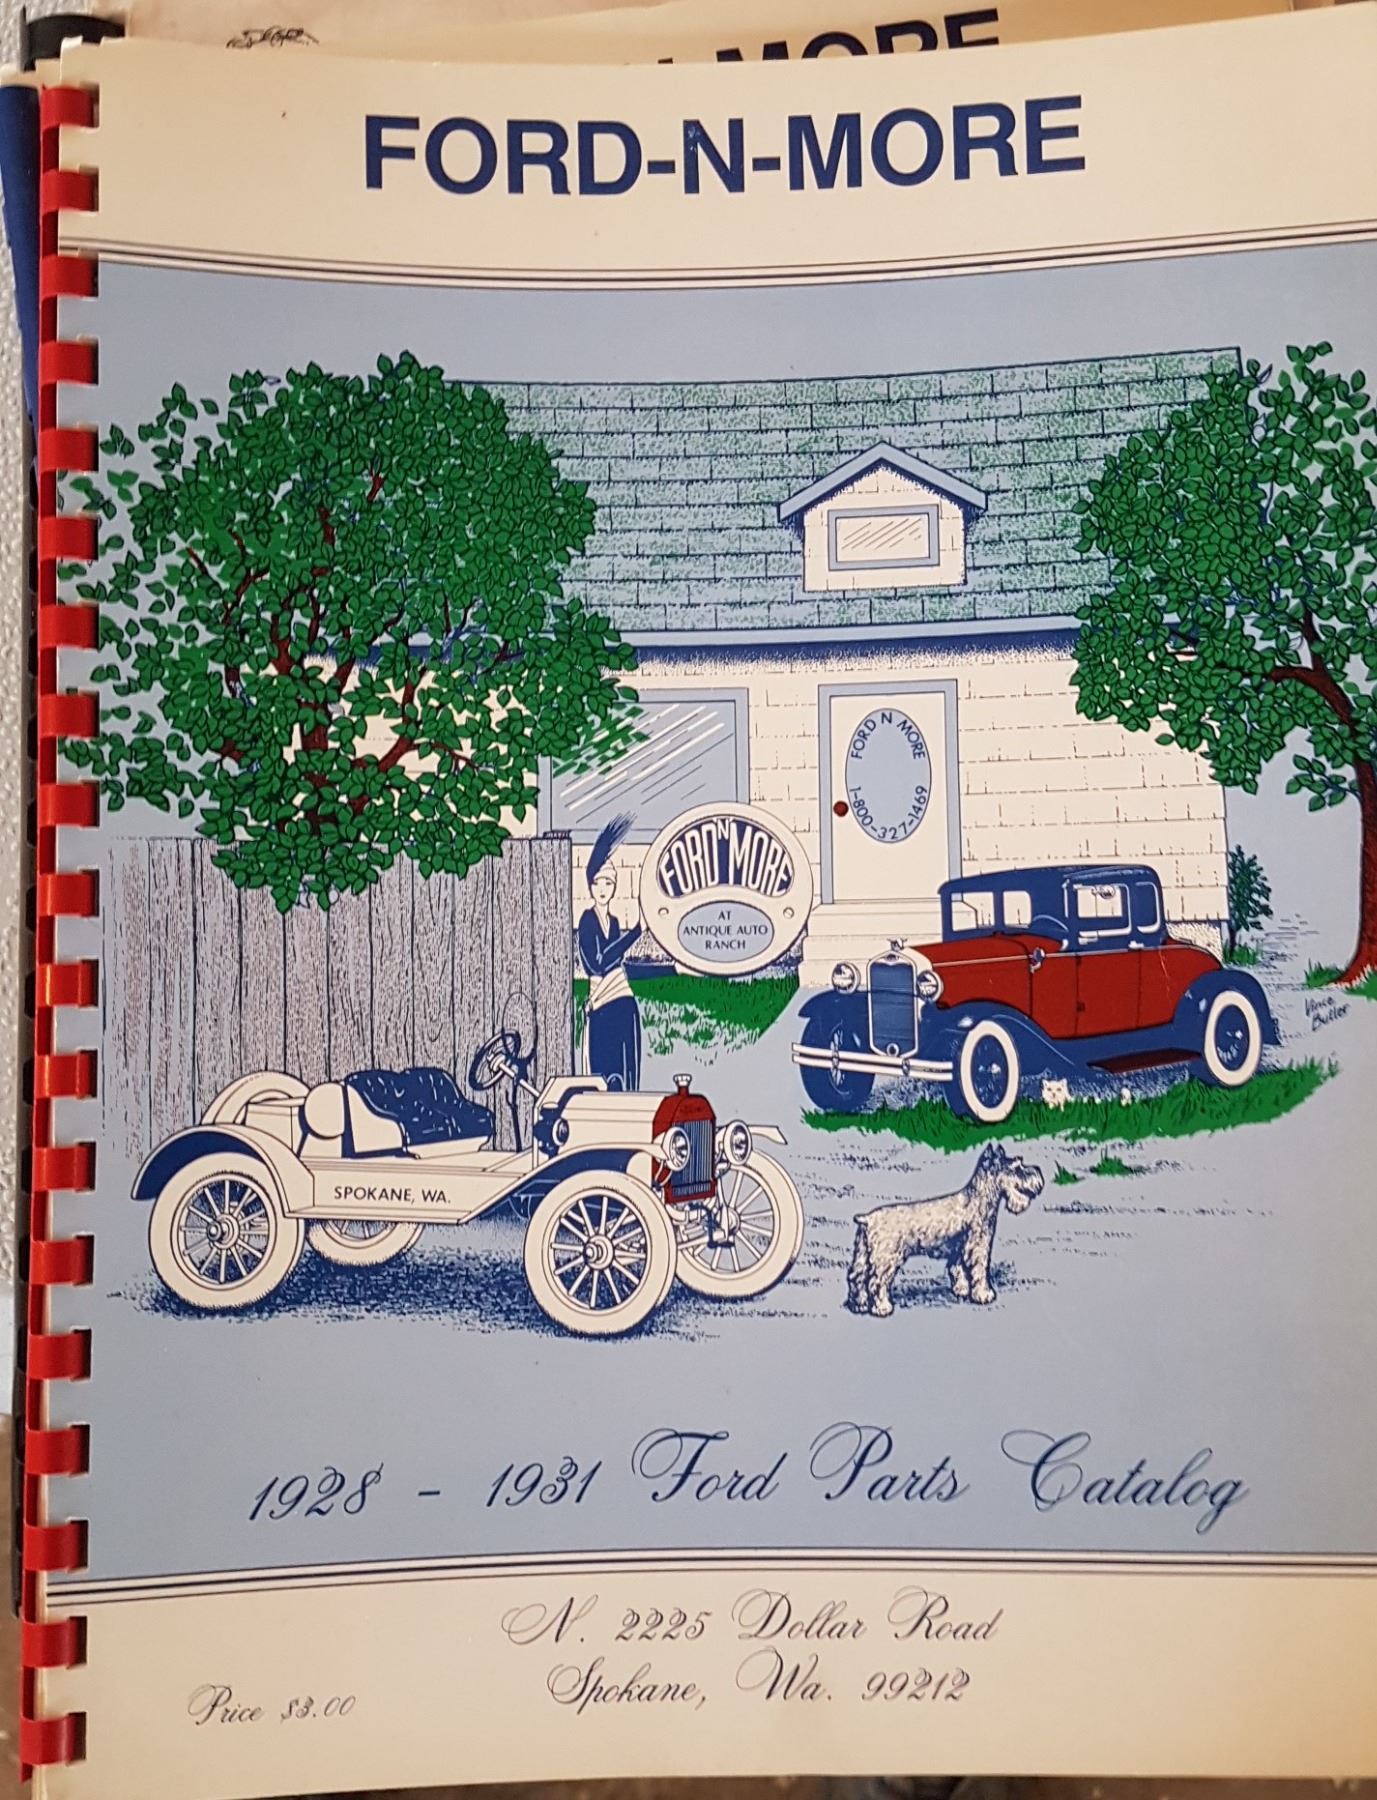 N-MORE
FORD-N-MORE
FORD N MORE
1-800-327-1469
FORD N MORE
AT
ANTIQUE AUTO
RANCH
Vince
Butler
SPOKANE, WA.
1928 - 1931 Ford Parts Catalog
N. 2225 Dollar Road
Spokane, Wa. 99212
Price $3.00